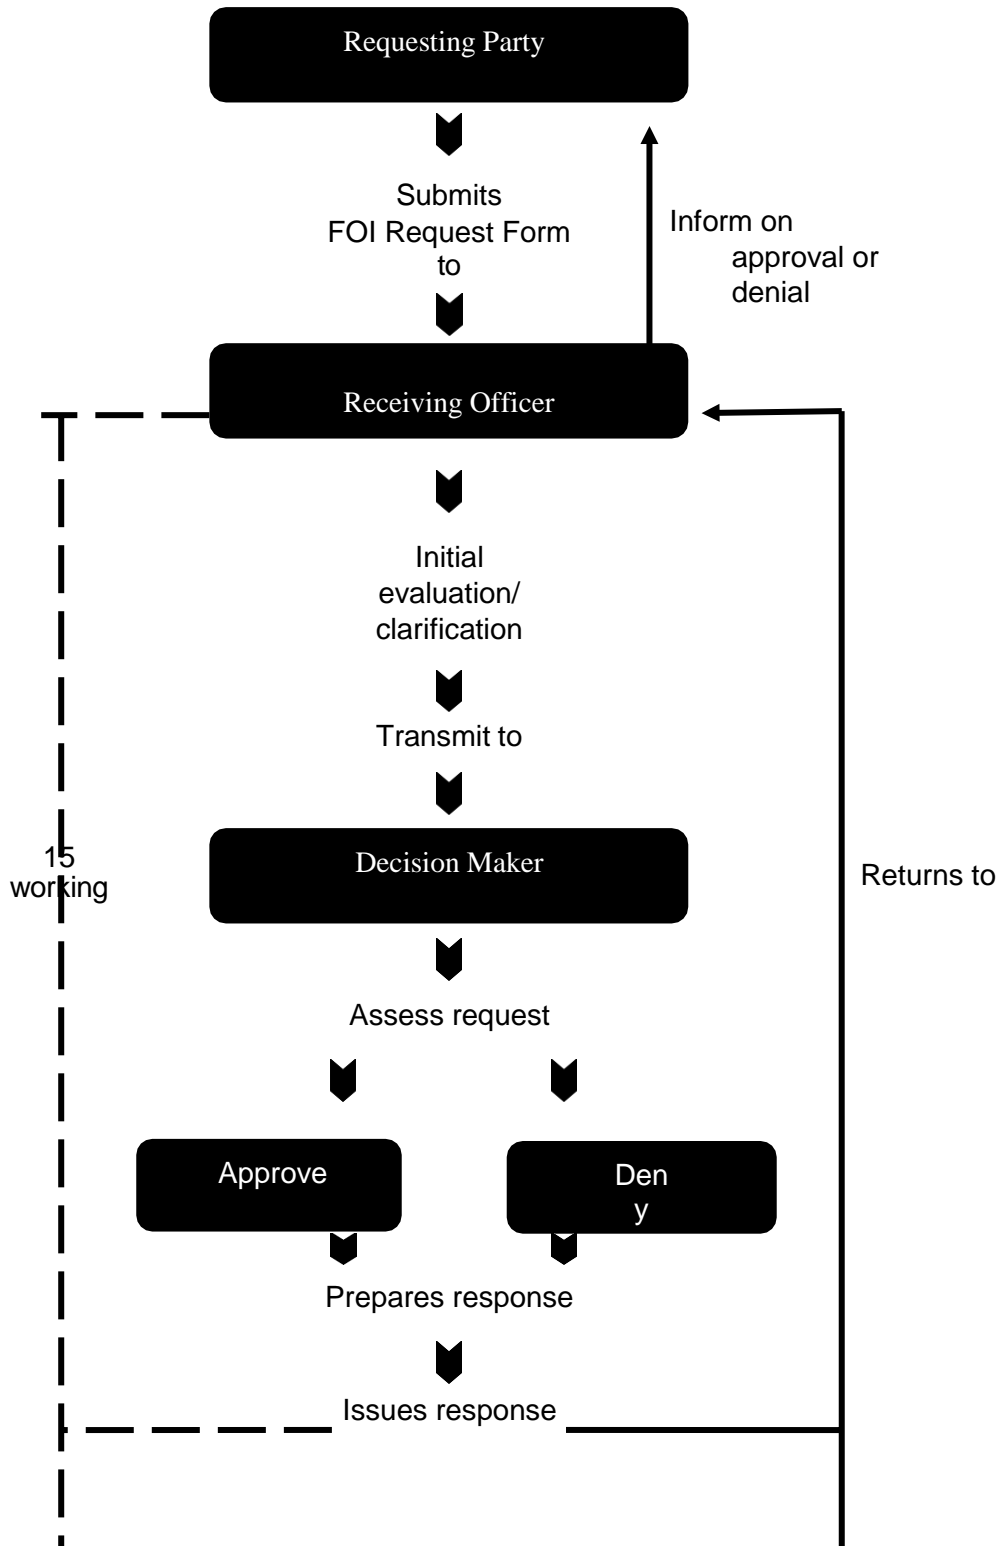 Requesting Party
Submits
FOI Request Form
to
Inform on
approval or
denial
Receiving Officer
Initial
evaluation/
clarification
Transmit to
15
working
Decision Maker
Returns to
Assess request
Approve
Den
y
Prepares response
Issues response